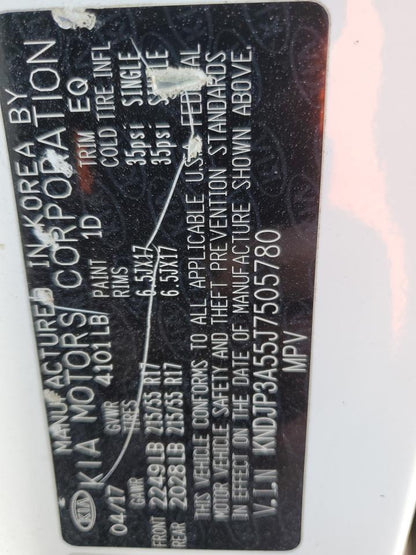 KIA
MANUFACTURED IN KOREA BY
KIA MOTORS CORPORATION
04/17 GVWR 4101LB PAINT 1D TRIM EQ
GAWR TIRES RIMS COLD TIRE INFL
FRONT 2249LB 215/55 R17 6.5JX17 35psi SINGLE
REAR 2028LB 215/55 R17 6.5JX17 35psi SINGLE
THIS VEHICLE CONFORMS TO ALL APPLICABLE U.S. FEDERAL
MOTOR VEHICLE SAFETY AND THEFT PREVENTION STANDARDS
IN EFFECT ON THE DATE OF MANUFACTURE SHOWN ABOVE.
V.I.N KNDJP3A55J7505780
MPV